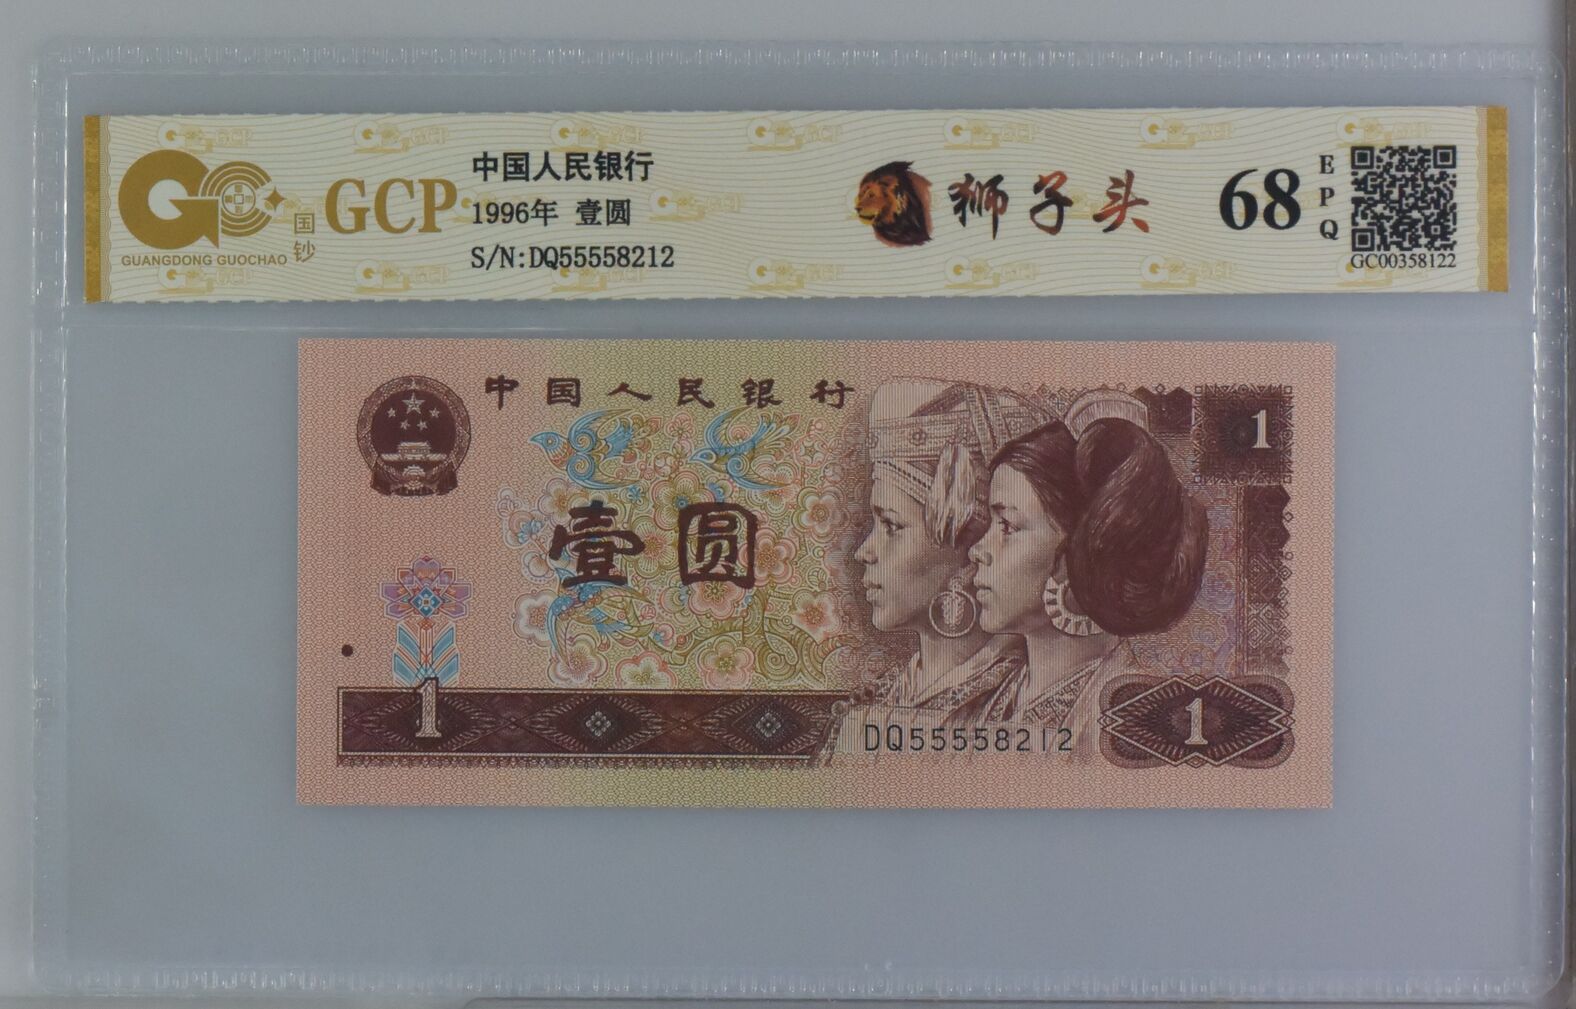 GUANGDONG GUOCHAO
国钞
GCP
中国人民银行
1996年 壹圆
S/N:DQ55558212
狮子头
68
EPQ
GC00358122
中国人民银行
1
壹圆
1
DQ55558212
1